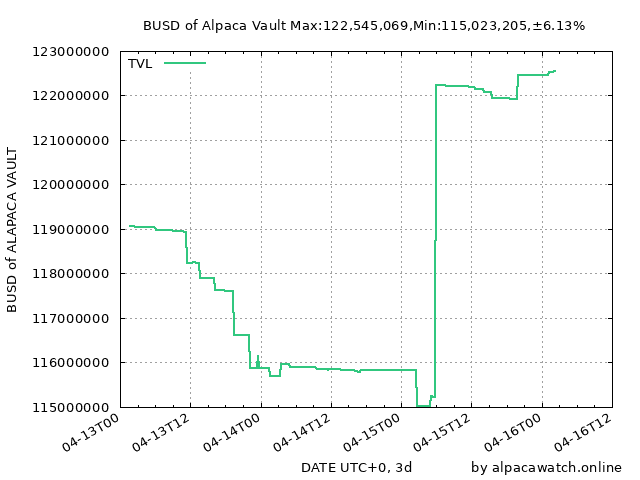 BUSD of Alpaca Vault Max:122,545,069,Min:115,023,205,±6.13%
TVL
123000000
122000000
121000000
120000000
119000000
118000000
117000000
116000000
115000000
BUSD of ALAPACA VAULT
04-13T00
04-13T12
04-14T00
04-14T12
04-15T00
04-15T12
04-16T00
04-16T12
DATE UTC+0, 3d
by alpacawatch.online